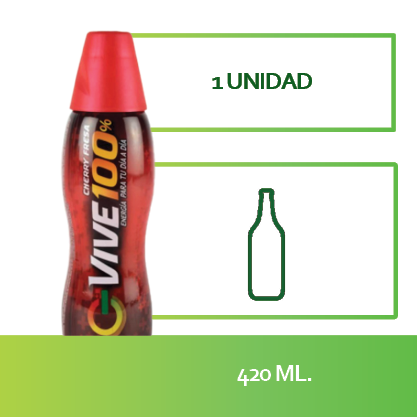 1 UNIDAD
CHERRY FRESA
VIVE100%
ENERGÍA PARA TU DÍA A DÍA
420 ML.